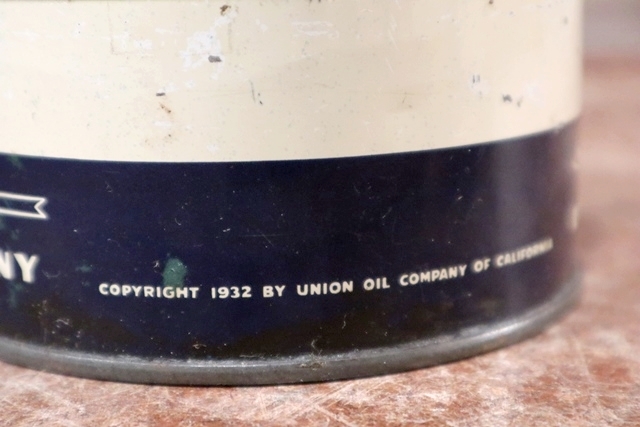 NY
COPYRIGHT 1932 BY UNION OIL COMPANY OF CALIFORNIA